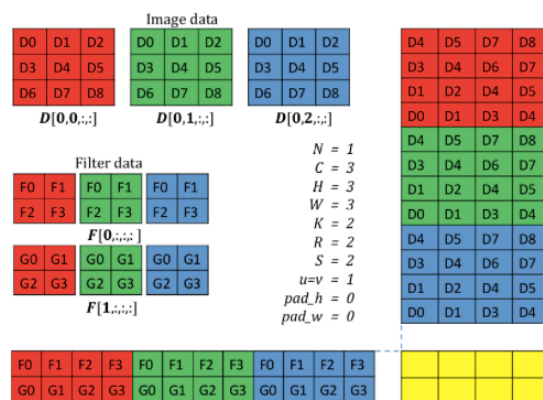 Image data
D0 D1 D2 D0 D1 D2 D0 D1 D2
D3 D4 D5 D3 D4 D5 D3 D4 D5
D6 D7 D8 D6 D7 D8 D6 D7 D8
D[0,0,:,:] D[0,1,:,:] D[0,2,:,:]
Filter data
F0 F1 F0 F1 F0 F1
F2 F3 F2 F3 F2 F3
F[0,:,:,:]
G0 G1 G0 G1 G0 G1
G2 G3 G2 G3 G2 G3
F[1,:,:,:]
N = 1
C = 3
H = 3
W = 3
K = 2
R = 2
S = 2
u=v = 1
pad_h = 0
pad_w = 0
D4 D5 D7 D8
D3 D4 D6 D7
D1 D2 D4 D5
D0 D1 D3 D4
D4 D5 D7 D8
D3 D4 D6 D7
D1 D2 D4 D5
D0 D1 D3 D4
D4 D5 D7 D8
D3 D4 D6 D7
D1 D2 D4 D5
D0 D1 D3 D4
F0 F1 F2 F3 F0 F1 F2 F3 F0 F1 F2 F3
G0 G1 G2 G3 G0 G1 G2 G3 G0 G1 G2 G3